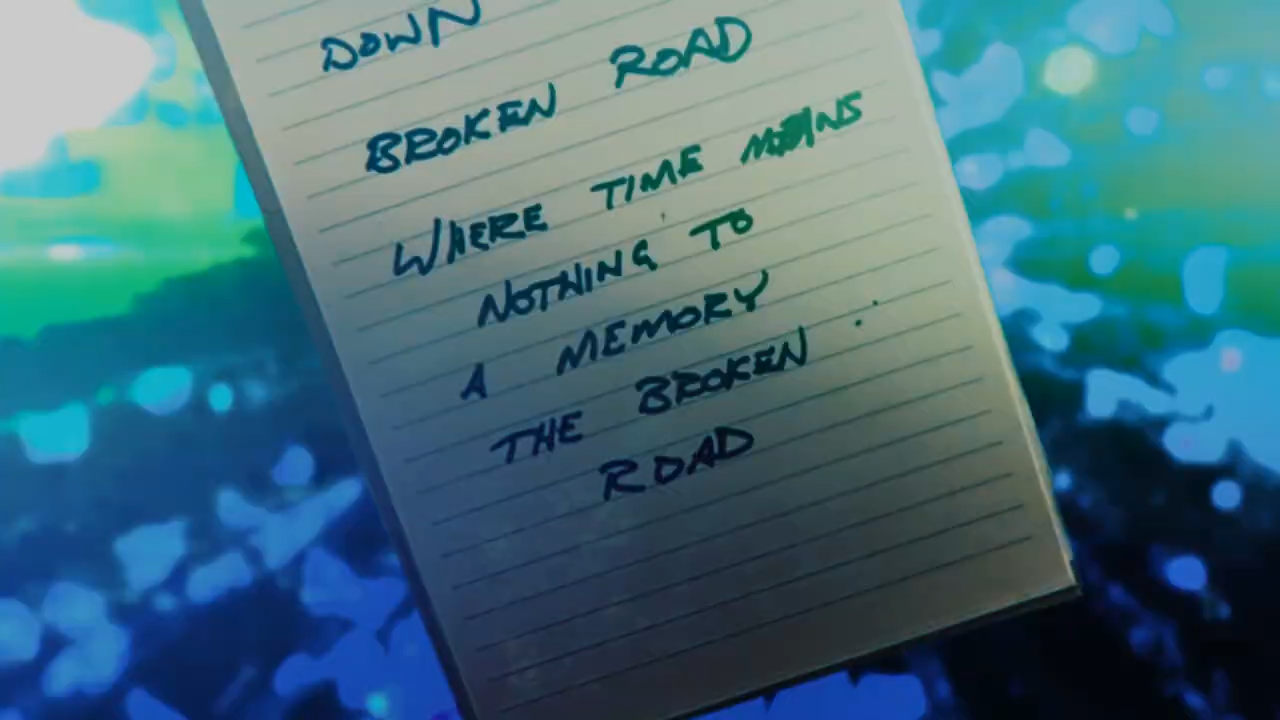 DOWN
BROKEN ROAD
WHERE TIME MEANS
NOTHING TO
A MEMORY
THE BROKEN
ROAD